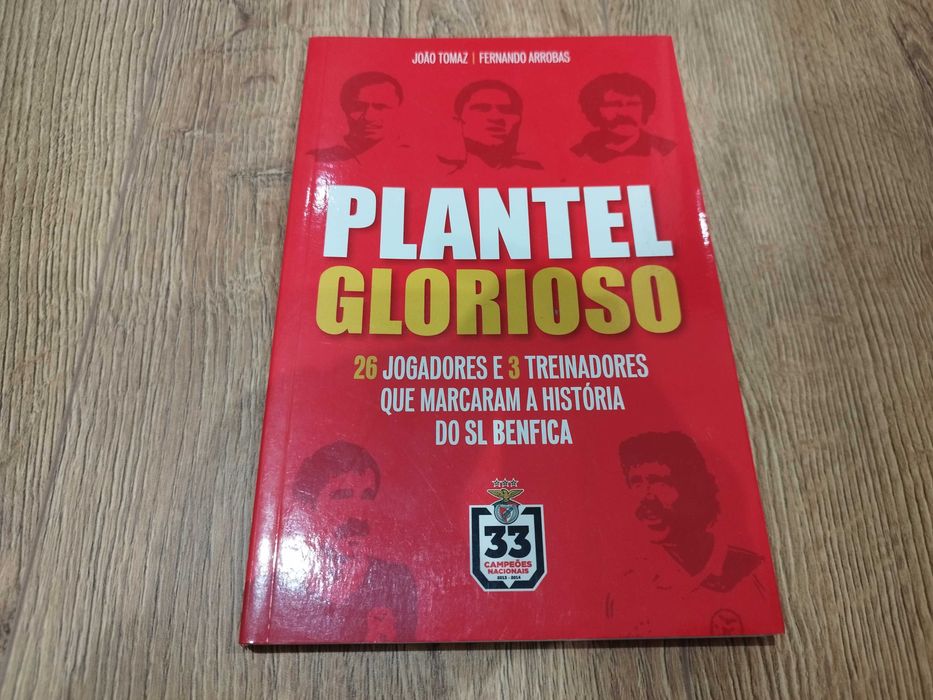 JOÃO TOMAZ | FERNANDO ARROBAS
PLANTEL
GLORIOSO
26 JOGADORES E 3 TREINADORES
QUE MARCARAM A HISTÓRIA
DO SL BENFICA
33
CAMPEÕES
NACIONAIS
2013 - 2014